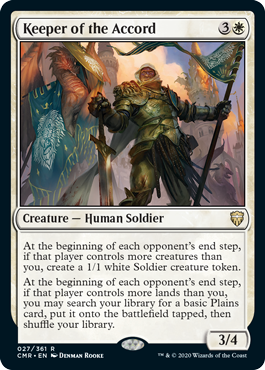 Keeper of the Accord 3
Creature — Human Soldier
At the beginning of each opponent's end step,
if that player controls more creatures than
you, create a 1/1 white Soldier creature token.
At the beginning of each opponent's end step,
if that player controls more lands than you,
you may search your library for a basic Plains
card, put it onto the battlefield tapped, then
shuffle your library.
3/4
027/361 R
CMR • EN DENMAN ROOKE ™ & © 2020 Wizards of the Coast